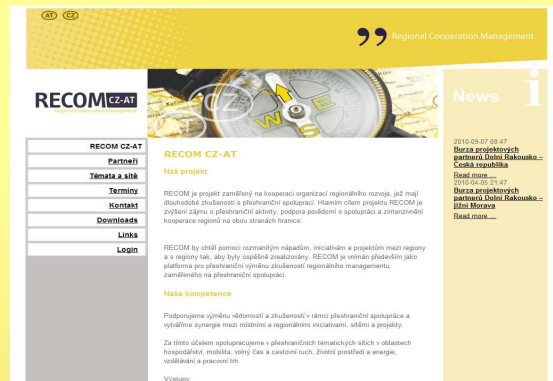 AT CZ
Regional Cooperation Management
RECOM CZ-AT
Regional Cooperation Management
W E
S
News i
RECOM CZ-AT
Partneři
Témata a sítě
Termíny
Kontakt
Downloads
Links
Login
RECOM CZ-AT
Náš projekt
RECOM je projekt zaměřený na kooperaci organizací regionálního rozvoje, jež mají
dlouhodobé zkušenosti s přeshraniční spoluprací. Hlavním cílem projektu RECOM je
zvýšení zájmu o přeshraniční aktivity, podpora povědomí o spolupráci a zintenzivnění
kooperace regionů na obou stranách hranice.
RECOM by chtěl pomoci rozmanitým nápadům, iniciativám a projektům mezi regiony
a s regiony tak, aby byly úspěšně zrealizovány. RECOM je vnímán především jako
platforma pro přeshraniční výměnu zkušeností regionálního managementu,
zaměřeného na přeshraniční spolupráci.
Naše kompetence
Podporujeme výměnu vědomostí a zkušeností v rámci přeshraniční spolupráce a
vytváříme synergie mezi místními a regionálními iniciativami, sítěmi a projekty.
Za tímto účelem spolupracujeme v přeshraničních tématických sítích v oblastech
hospodářství, mobilita, volný čas a cestovní ruch, životní prostředí a energie,
vzdělávání a pracovní trh.
Výstupy
2010-09-07 09:47
Burza projektových
partnerů Dolní Rakousko –
Česká republika
Read more ...
2010-04-05 21:47
Burza projektových
partnerů Dolní Rakousko –
jižní Morava
Read more ...